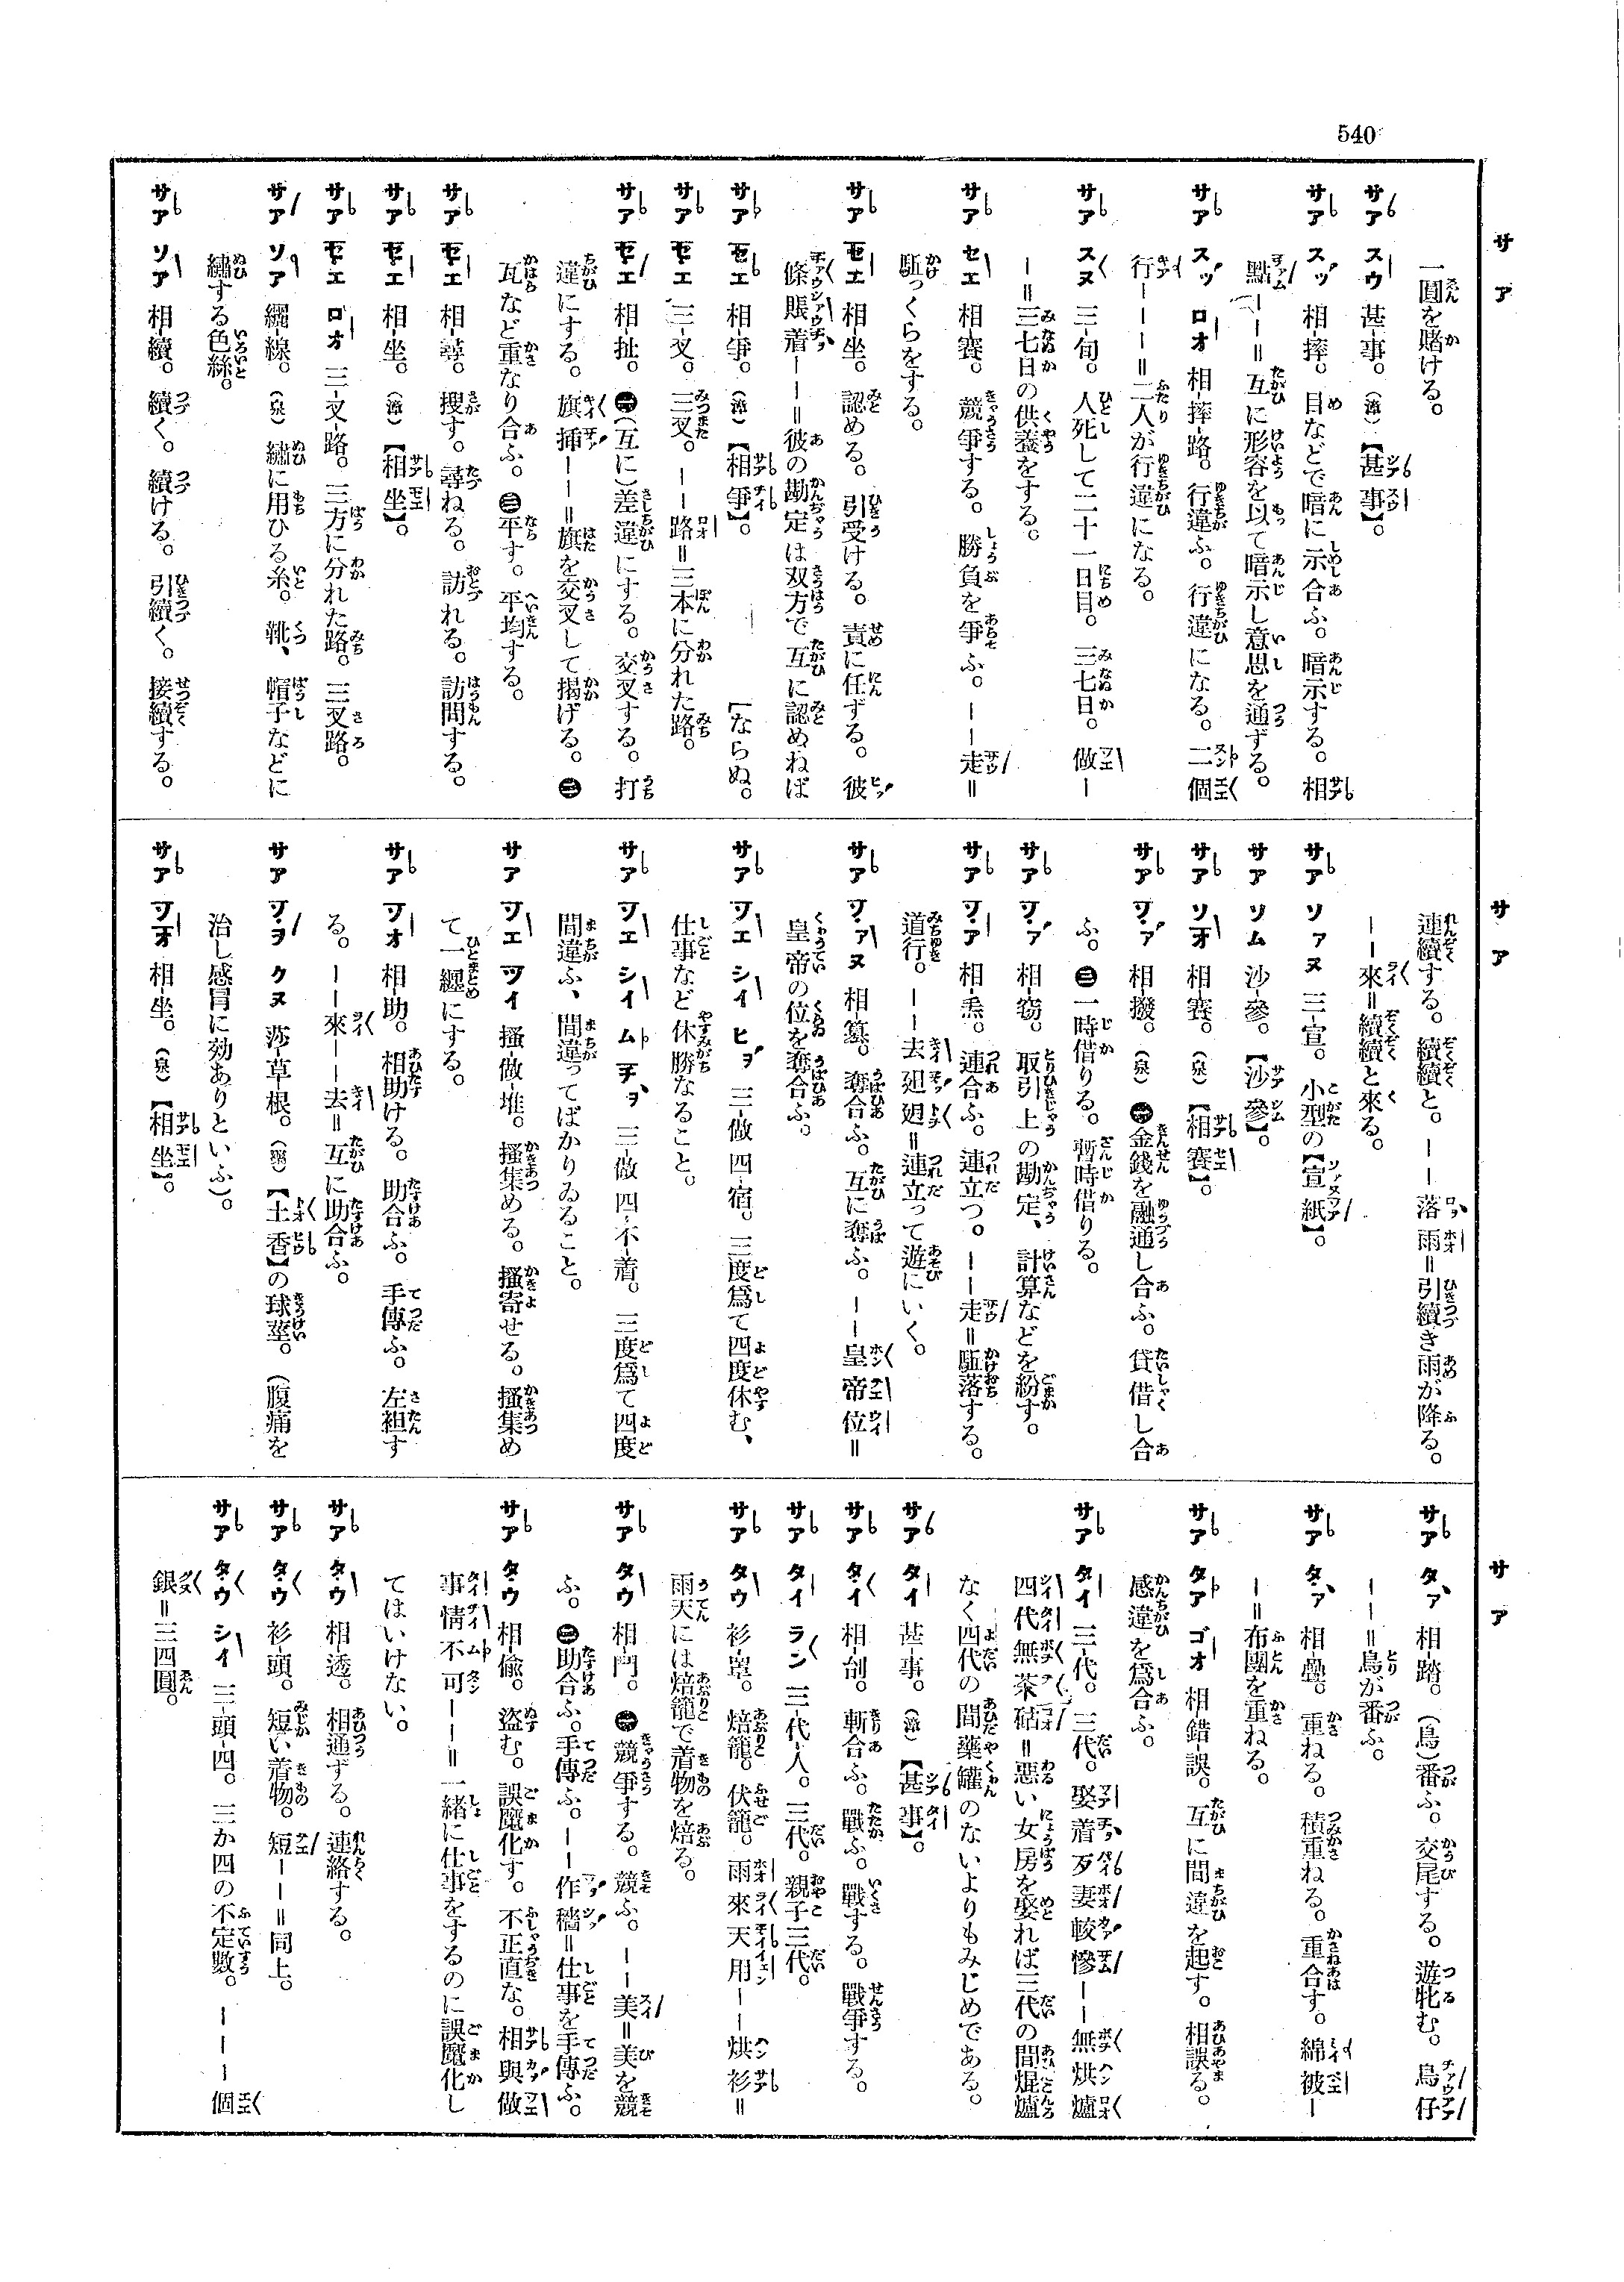 540
サア
一圓を賭ける。
サア スウ 甚事。(漳)【甚事】。
サア スッ 相-摔。目などで暗に示合ふ。暗示する。相
點｜｜＝互に形容を以て暗示し意思を通ずる。
サア スッ ロオ 相-摔-路。行違ふ。行違になる。二個
行｜｜｜＝二人が行違になる。
サア スヌ 三-旬。人死して二十一日目。三七日。做｜
｜＝三七日の供養をする。
サア セエ 相-賽。競爭する。勝負を爭ふ。｜｜走＝
駈っくらをする。
サア セエ 相-坐。認める。引受ける。責に任ずる。彼
條賬着｜｜＝彼の勘定は双方で互に認めねば
[ならぬ。
サア セエ 相-爭。(漳)【相爭】。
サア セエ 三-叉。三叉。｜｜路＝三本に分れた路。
サア セエ 相-扯。㊀(互に)差違にする。交叉する。打
違にする。旗挿｜｜＝旗を交叉して揭げる。㊁
瓦など重なり合ふ。㊂平す。平均する。
サア セエ 相-尋。搜す。尋ねる。訪れる。訪問する。
サア セエ 相-坐。(漳)【相坐】。
サア セエ ロオ 三-叉-路。三方に分れた路。三叉路。
サア ソア 纙-線。(泉)繡に用ひる糸。靴、帽子などに
繡する色絲。
サア ソア 相-續。續く。續ける。引續く。接續する。
サア
連續する。續續と。｜｜落雨＝引續き雨が降る。
｜｜來＝續續と來る。
サア ソァヌ 三-宣。小型の【宣紙】。
サア ソム 沙-參。【沙參】。
サア ソオ 相-賽。(泉)【相賽】。
サア ツァ 相-撥。(泉)㊀金錢を融通し合ふ。貸借し合
ふ。㊁一時借りる。暫時借りる。
サア ツァ 相-竊。取引上の勘定、計算などを紛す。
サア ツア 相-𤆬。連合ふ。連立つ。｜｜走＝駈落する。
道行。｜｜去𨑨迌＝連立って遊にいく。
サア ツァヌ 相-簒。奪合ふ。互に奪ふ。｜｜皇帝位＝
皇帝の位を奪合ふ。
サア ツエ シイ ヒヲ 三-做四-宿。三度爲て四度休む、
仕事など休勝なること。
サア ツエ シイ ム チヲ 三-做四-不-着。三度爲て四度
間違ふ、間違ってばかりゐること。
サア ツエ ツイ 搔-做-堆。搔集める。搔寄せる。搔集め
て一纏にする。
サア ツオ 相-助。相助ける。助合ふ。手傳ふ。左組す
る。｜｜來｜｜去＝互に助合ふ。
サア ツヲ クヌ 莎-草-根。(漳)【土香】の球莖。(腹痛を
治し感冒に効ありといふ)。
サア ツオ 相-坐。(泉)【相坐】。
サア
サア タァ 相-踏。(鳥)番ふ。交尾する。遊牝む。鳥仔
｜｜＝鳥が番ふ。
サア タァ 相-疊。重ねる。積重ねる。重合す。綿被｜
｜＝布團を重ねる。
サア タア ゴオ 相-錯-誤。互に間違を起す。相誤る。
感違を爲合ふ。
サア タイ 三-代。三代。娶着歹妻較慘｜｜無烘爐
四代無茶砧＝惡い女房を娶れば三代の間焜爐
なく四代の間藥罐のないよりもみじめである。
サア タイ 甚-事。(漳)【甚事】。
サア タイ 相-刣。斬合ふ。戰ふ。戰する。戰爭する。
サア タイ ランー 三-代-人。三代。親子三代。
サア タウ 衫-罩。焙籠。伏籠。雨來天用｜｜烘衫＝
雨天には焙籠で着物を焙る。
サア タウ 相-鬥。㊀競爭する。競ふ。｜｜美＝美を競
ふ。㊁助合ふ。手傳ふ。｜｜作穡＝仕事を手傳ふ。
サア タウ 相-偸。盜む。誤魔化す。不正直な。相與做
事情不可｜｜＝一緒に仕事をするのに誤魔化し
てはいけない。
サア タウ 相-透。相通ずる。連絡する。
サア タウ 衫-頭。短い着物。短｜｜＝同上。
サア タウ シイ 三-頭-四。三か四の不定數。｜｜｜個
銀＝三四圓。